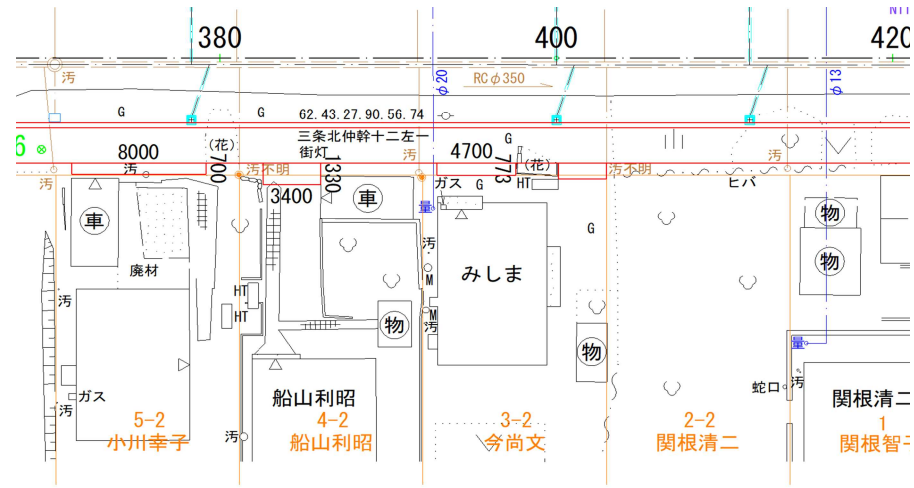 NTT
380
400
420
汚
φ20
RCφ350
φ13
G
G
62. 43. 27. 90. 56. 74
三条北仲幹十二左一
街灯
G
6
8000
(花)
700
汚不明
1330
汚
4700
773
(花)
汚不明
汚
汚
汚
3400
ガス
G
HT
ヒバ
車
車
量
物
G
物
廃材
汚
みしま
M
HT
HT
汚
M
汚
物
物
量
ガス
汚
船山利昭
蛇口
汚
関根清二
5-2
小川幸子
汚
4-2
船山利昭
3-2
今尚文
2-2
関根清二
1
関根智子